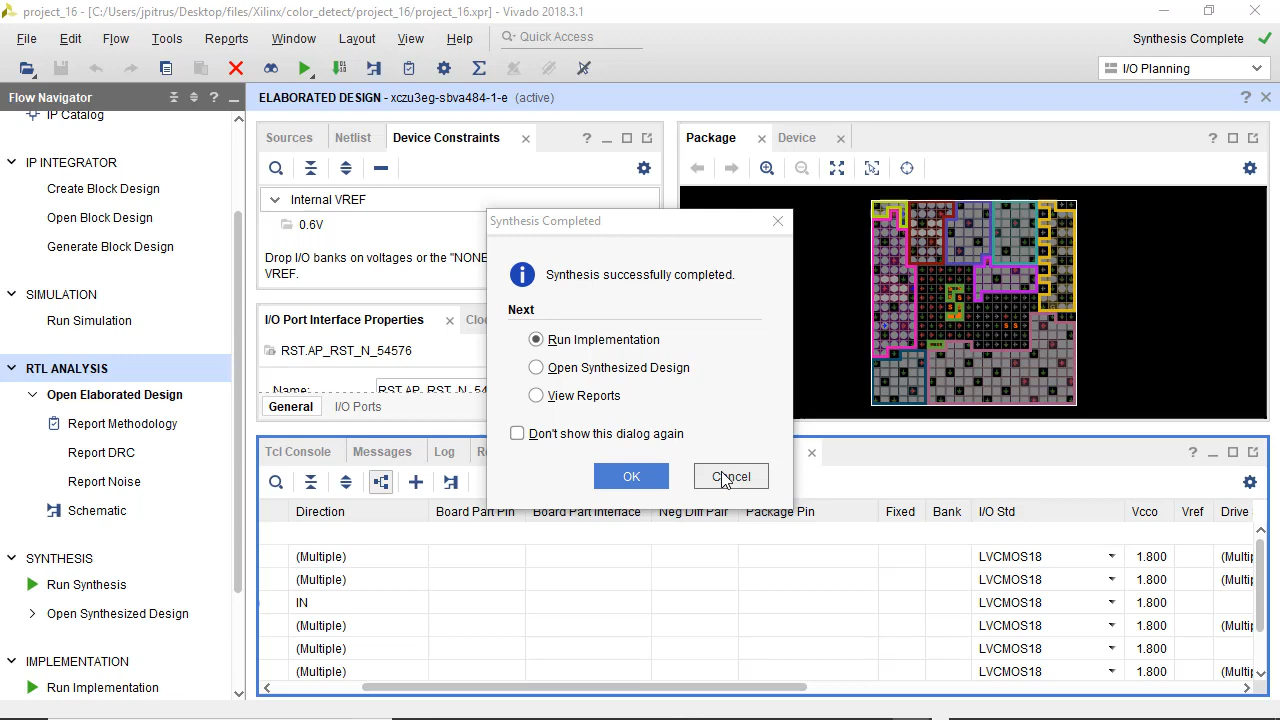 project_16 - [C:/Users/jpitrus/Desktop/files/Xilinx/color_detect/project_16/project_16.xpr] - Vivado 2018.3.1
File Edit Flow Tools Reports Window Layout View Help Quick Access Synthesis Complete
I/O Planning
Flow Navigator
ELABORATED DESIGN - xczu3eg-sbva484-1-e (active)
IP Catalog
IP INTEGRATOR
Create Block Design
Open Block Design
Generate Block Design
SIMULATION
Run Simulation
RTL ANALYSIS
Open Elaborated Design
Report Methodology
Report DRC
Report Noise
Schematic
SYNTHESIS
Run Synthesis
Open Synthesized Design
IMPLEMENTATION
Run Implementation
Sources Netlist Device Constraints
Internal VREF
0.6V
Drop I/O banks on voltages or the "NONE
VREF.
I/O Port Interface Properties Cloc
RST.AP_RST_N_54576
Name: RST.AP_RST_N_54
General I/O Ports
Package Device
Synthesis Completed
Synthesis successfully completed.
Next
Run Implementation
Open Synthesized Design
View Reports
Don't show this dialog again
OK Cancel
Tcl Console Messages Log
Direction Board Part Pin Board Part Interface Neg Diff Pair Package Pin Fixed Bank I/O Std Vcco Vref Drive
(Multiple) LVCMOS18 1.800 (Multip
(Multiple) LVCMOS18 1.800 (Multip
IN LVCMOS18 1.800
(Multiple) LVCMOS18 1.800 (Multip
(Multiple) LVCMOS18 1.800
(Multiple) LVCMOS18 1.800 (Multip